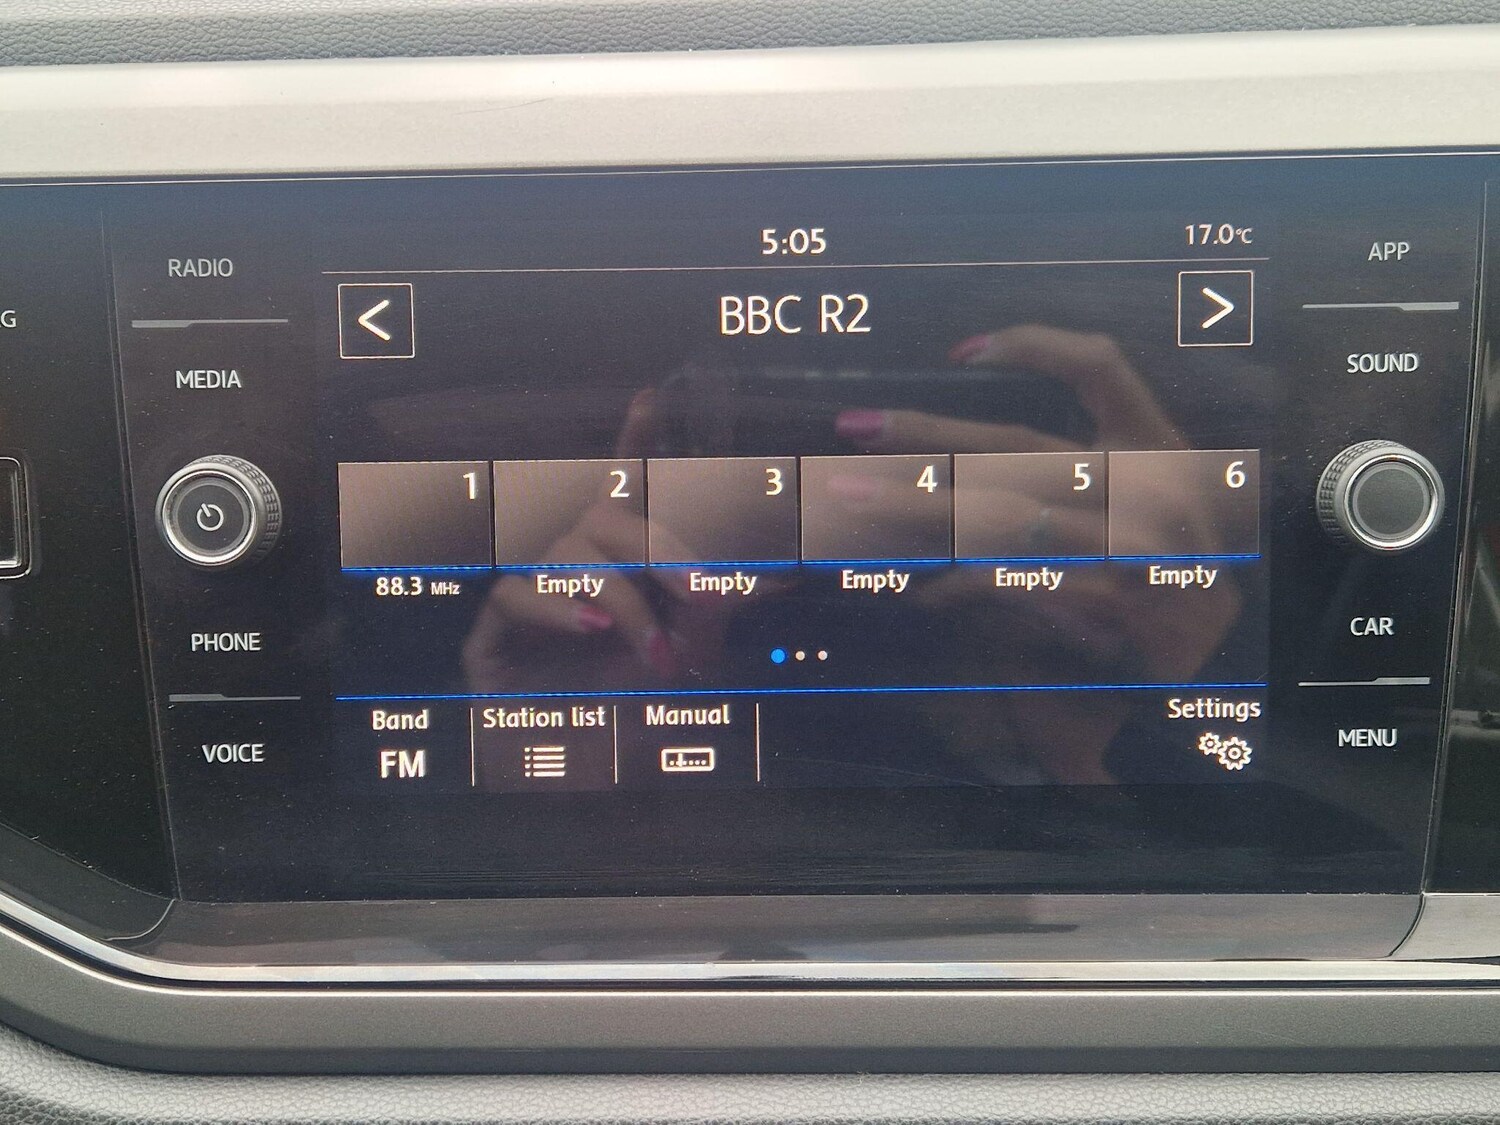 5:05
17.0°C
RADIO
APP
BBC R2
MEDIA
SOUND
1 2 3 4 5 6
88.3 MHz Empty Empty Empty Empty Empty
PHONE
CAR
Band Station list Manual Settings
FM
VOICE
MENU